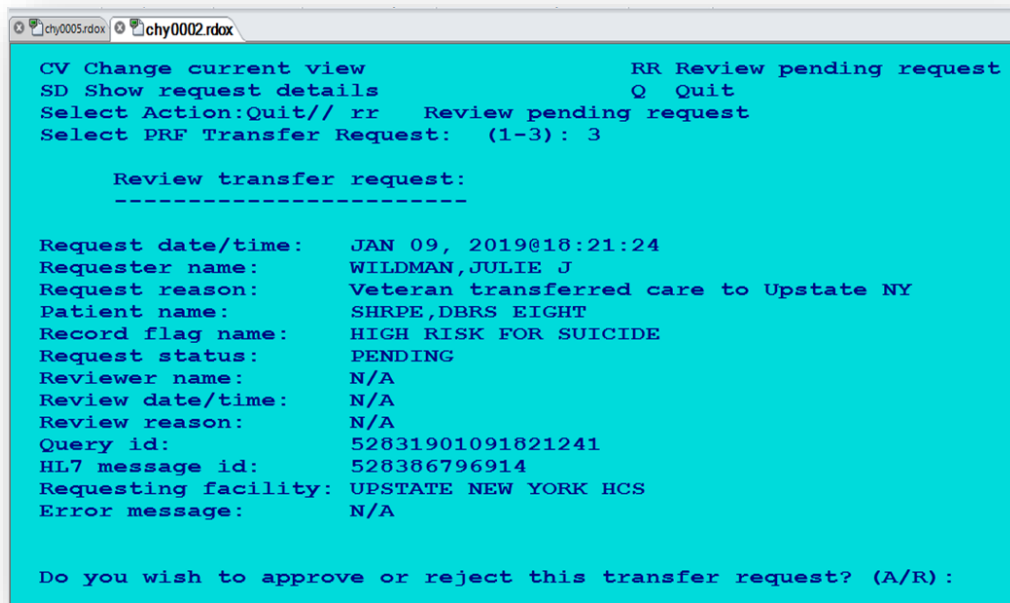 chy0005.rdox chy0002.rdox
CV Change current view RR Review pending request
SD Show request details Q Quit
Select Action:Quit// rr Review pending request
Select PRF Transfer Request: (1-3): 3
Review transfer request:
------------------------
Request date/time: JAN 09, 2019@18:21:24
Requester name: WILDMAN,JULIE J
Request reason: Veteran transferred care to Upstate NY
Patient name: SHRPE,DBRS EIGHT
Record flag name: HIGH RISK FOR SUICIDE
Request status: PENDING
Reviewer name: N/A
Review date/time: N/A
Review reason: N/A
Query id: 52831901091821241
HL7 message id: 528386796914
Requesting facility: UPSTATE NEW YORK HCS
Error message: N/A
Do you wish to approve or reject this transfer request? (A/R):